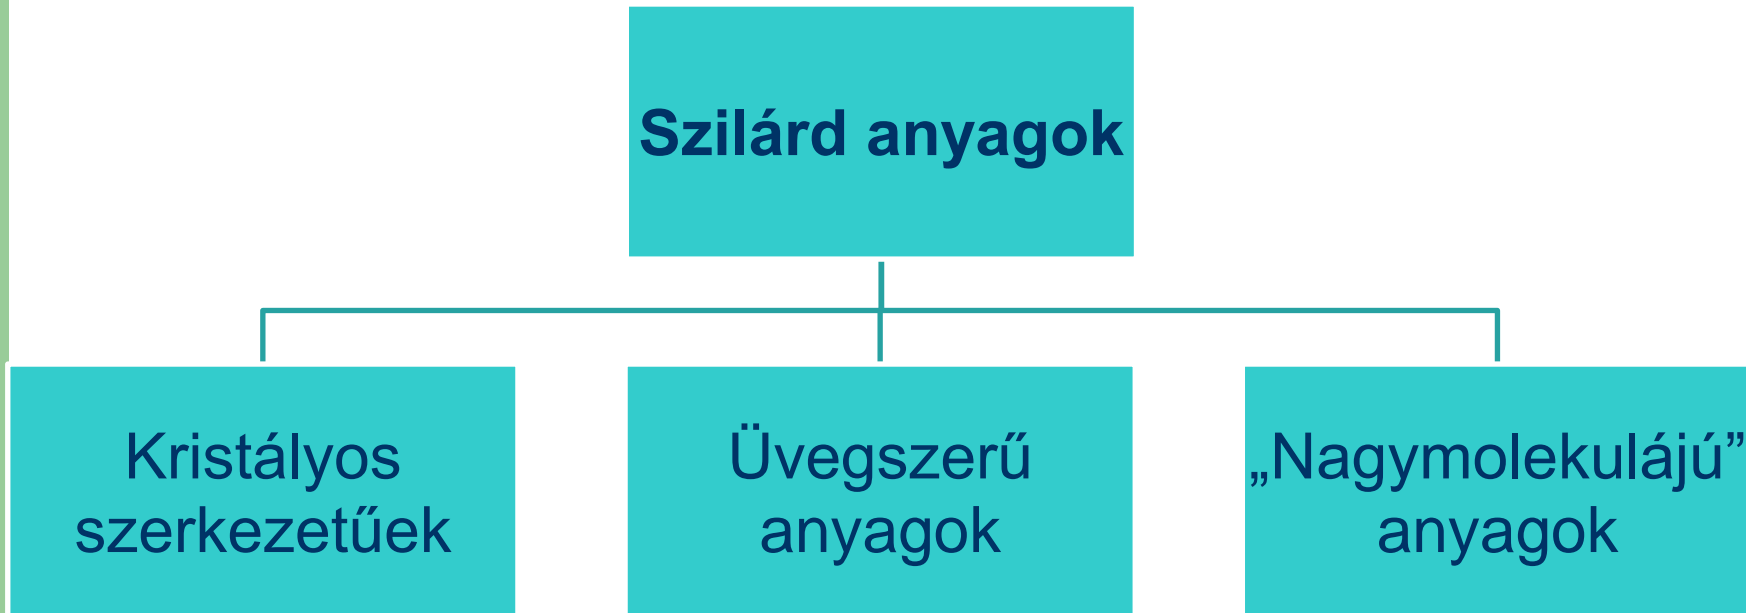 Szilárd anyagok
Kristályos
szerkezetűek
Üvegszerű
anyagok
„Nagymolekulájú”
anyagok